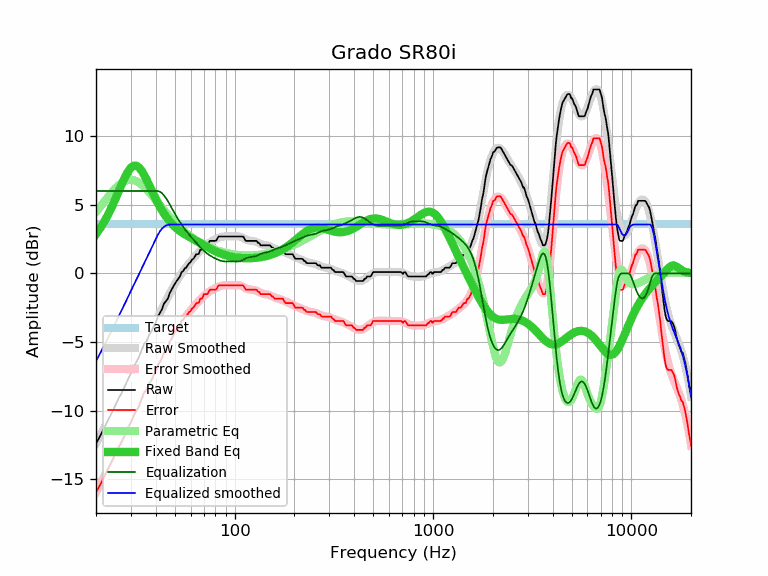 Grado SR80i
Amplitude (dBr)
10
5
0
−5
−10
−15
Target
Raw Smoothed
Error Smoothed
Raw
Error
Parametric Eq
Fixed Band Eq
Equalization
Equalized smoothed
100
1000
10000
Frequency (Hz)